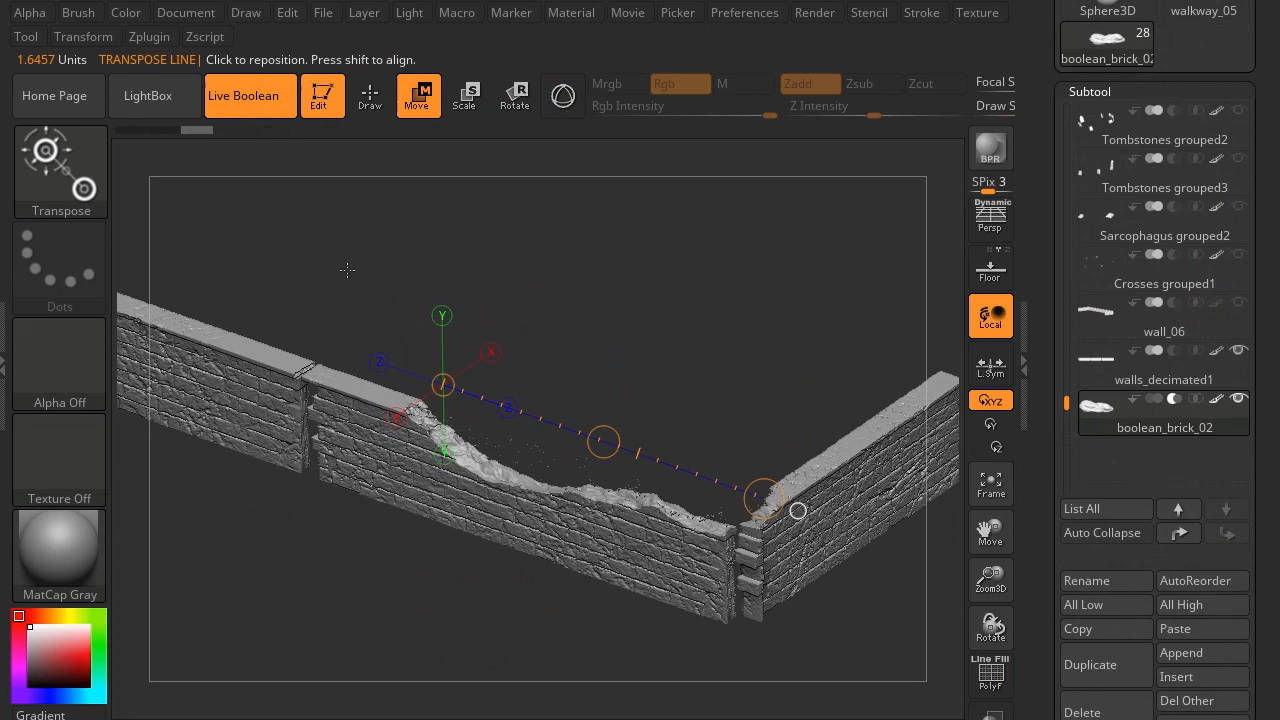 Alpha Brush Color Document Draw Edit File Layer Light Macro Marker Material Movie Picker Preferences Render Stencil Stroke Texture
Tool Transform Zplugin Zscript
1.6457 Units TRANSPOSE LINE| Click to reposition. Press shift to align.
Home Page LightBox Live Boolean Edit Draw Move Scale Rotate
M S R
Mrgb Rgb M Zadd Zsub Zcut Focal S
Rgb Intensity Z Intensity Draw S
Transpose
Dots
Alpha Off
Texture Off
MatCap Gray
Gradient
Y
X
Z
Z
BPR
SPix 3
Dynamic
Persp
Floor
Local
L.Sym
XYZ
Y
Z
Frame
Move
Zoom3D
Rotate
Line Fill
PolyF
Sphere3D walkway_05
28
boolean_brick_02
Subtool
Tombstones grouped2
Tombstones grouped3
Sarcophagus grouped2
Crosses grouped1
wall_06
walls_decimated1
boolean_brick_02
List All
Auto Collapse
Rename AutoReorder
All Low All High
Copy Paste
Duplicate Append
Insert
Delete Del Other